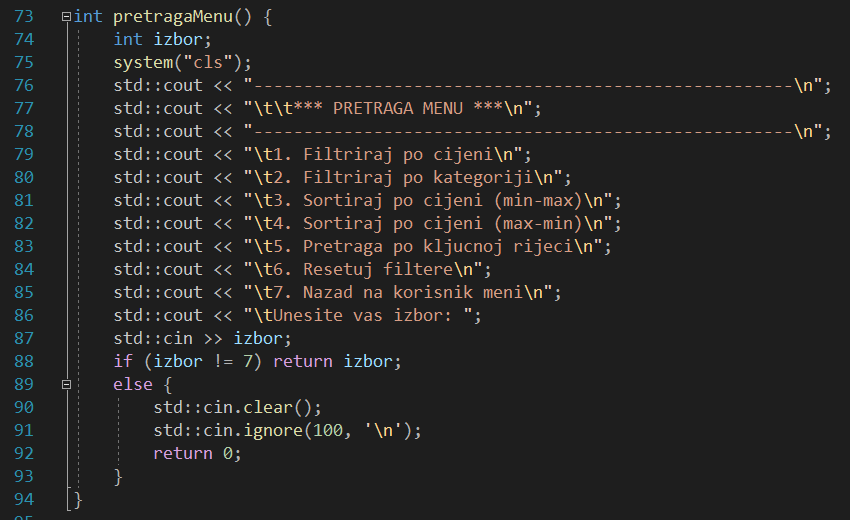 73 int pretragaMenu() {
74 int izbor;
75 system("cls");
76 std::cout << "------------------------------------------------------\n";
77 std::cout << "\t\t*** PRETRAGA MENU ***\n";
78 std::cout << "------------------------------------------------------\n";
79 std::cout << "\t1. Filtriraj po cijeni\n";
80 std::cout << "\t2. Filtriraj po kategoriji\n";
81 std::cout << "\t3. Sortiraj po cijeni (min-max)\n";
82 std::cout << "\t4. Sortiraj po cijeni (max-min)\n";
83 std::cout << "\t5. Pretraga po kljucnoj rijeci\n";
84 std::cout << "\t6. Resetuj filtere\n";
85 std::cout << "\t7. Nazad na korisnik meni\n";
86 std::cout << "\tUnesite vas izbor: ";
87 std::cin >> izbor;
88 if (izbor != 7) return izbor;
89 else {
90 std::cin.clear();
91 std::cin.ignore(100, '\n');
92 return 0;
93 }
94 }